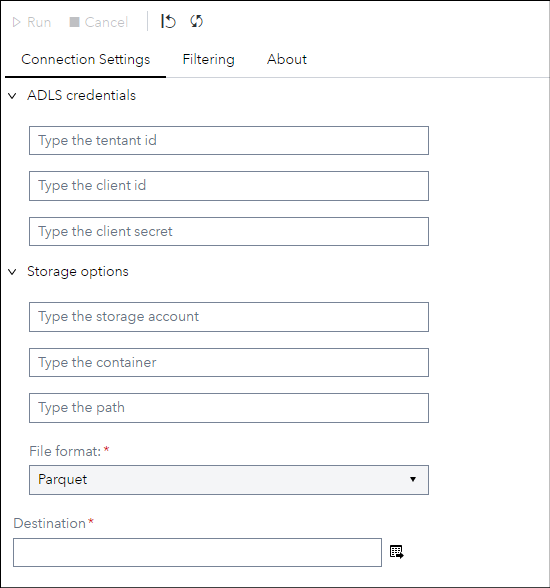 Run Cancel
Connection Settings Filtering About
ADLS credentials
Type the tentant id
Type the client id
Type the client secret
Storage options
Type the storage account
Type the container
Type the path
File format: *
Parquet
Destination *